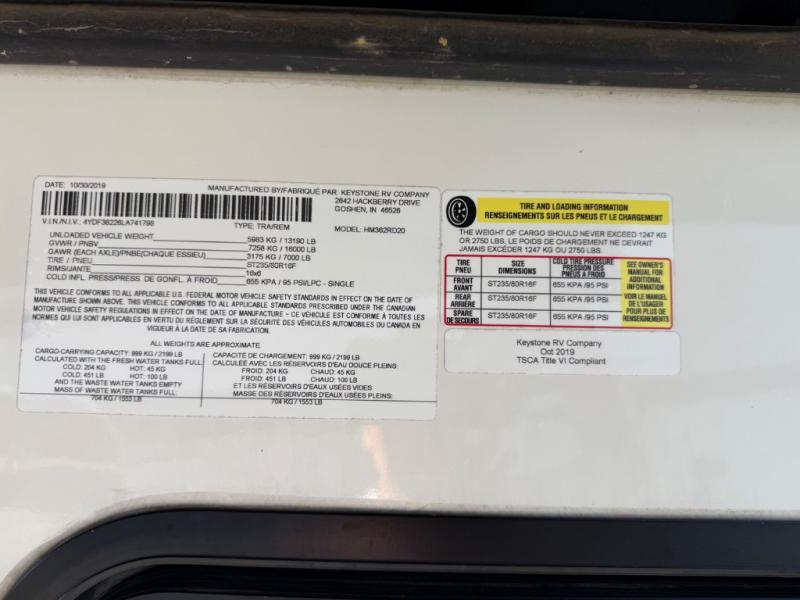 DATE: 10/30/2019
MANUFACTURED BY/FABRIQUÉ PAR: KEYSTONE RV COMPANY
2642 HACKBERRY DRIVE
GOSHEN, IN 46526
V.I.N./N.I.V.: 4YDF36226LA741798
TYPE: TRA/REM
MODEL: HM362RD20
UNLOADED VEHICLE WEIGHT 5983 KG / 13190 LB
GVWR / PNBV 7258 KG / 16000 LB
GAWR (EACH AXLE)/PNBE(CHAQUE ESSIEU) 3175 KG / 7000 LB
TIRE / PNEU ST235/80R16F
RIMS/JANTE 16x6
COLD INFL. PRESS/PRESS. DE GONFL. À FROID 655 KPA / 95 PSI/LPC - SINGLE
THIS VEHICLE CONFORMS TO ALL APPLICABLE U.S. FEDERAL MOTOR VEHICLE SAFETY STANDARDS IN EFFECT ON THE DATE OF
MANUFACTURE SHOWN ABOVE. THIS VEHICLE CONFORMS TO ALL APPLICABLE STANDARDS PRESCRIBED UNDER THE CANADIAN
MOTOR VEHICLE SAFETY REGULATIONS IN EFFECT ON THE DATE OF MANUFACTURE – CE VÉHICULE EST CONFORME À TOUTES LES
NORMES QUI LUI SONT APPLICABLES EN VERTU DU RÈGLEMENT SUR LA SÉCURITÉ DES VÉHICULES AUTOMOBILES DU CANADA EN
VIGUEUR À LA DATE DE SA FABRICATION.
ALL WEIGHTS ARE APPROXIMATE.
CARGO-CARRYING CAPACITY: 999 KG / 2199 LB
CALCULATED WITH THE FRESH WATER TANKS FULL:
COLD: 204 KG HOT: 45 KG
COLD: 451 LB HOT: 100 LB
AND THE WASTE WATER TANKS EMPTY
MASS OF WASTE WATER TANKS FULL:
704 KG / 1553 LB
CAPACITÉ DE CHARGEMENT: 999 KG / 2199 LB
CALCULÉE AVEC LES RÉSERVOIRS D'EAU DOUCE PLEINS:
FROID: 204 KG CHAUD: 45 KG
FROID: 451 LB CHAUD: 100 LB
ET LES RÉSERVOIRS D'EAUX USÉES VIDES
MASSE DES RÉSERVOIRS D'EAUX USÉES PLEINS:
704 KG / 1553 LB
TIRE AND LOADING INFORMATION
RENSEIGNEMENTS SUR LES PNEUS ET LE CHARGEMENT
THE WEIGHT OF CARGO SHOULD NEVER EXCEED 1247 KG
OR 2750 LBS. LE POIDS DE CHARGEMENT NE DEVRAIT
JAMAIS EXCÉDER 1247 KG OU 2750 LBS.
TIRE
PNEU
SIZE
DIMENSIONS
COLD TIRE PRESSURE
PRESSION DES
PNEUS A FROID
FRONT
AVANT
ST235/80R16F
655 KPA /95 PSI
REAR
ARRIÈRE
ST235/80R16F
655 KPA /95 PSI
SPARE
DE SECOURS
ST235/80R16F
655 KPA /95 PSI
SEE OWNER'S
MANUAL FOR
ADDITIONAL
INFORMATION
VOIR LE MANUEL
DE L'USAGER
POUR PLUS DE
RENSEIGNEMENTS
Keystone RV Company
Oct 2019
TSCA Title VI Compliant